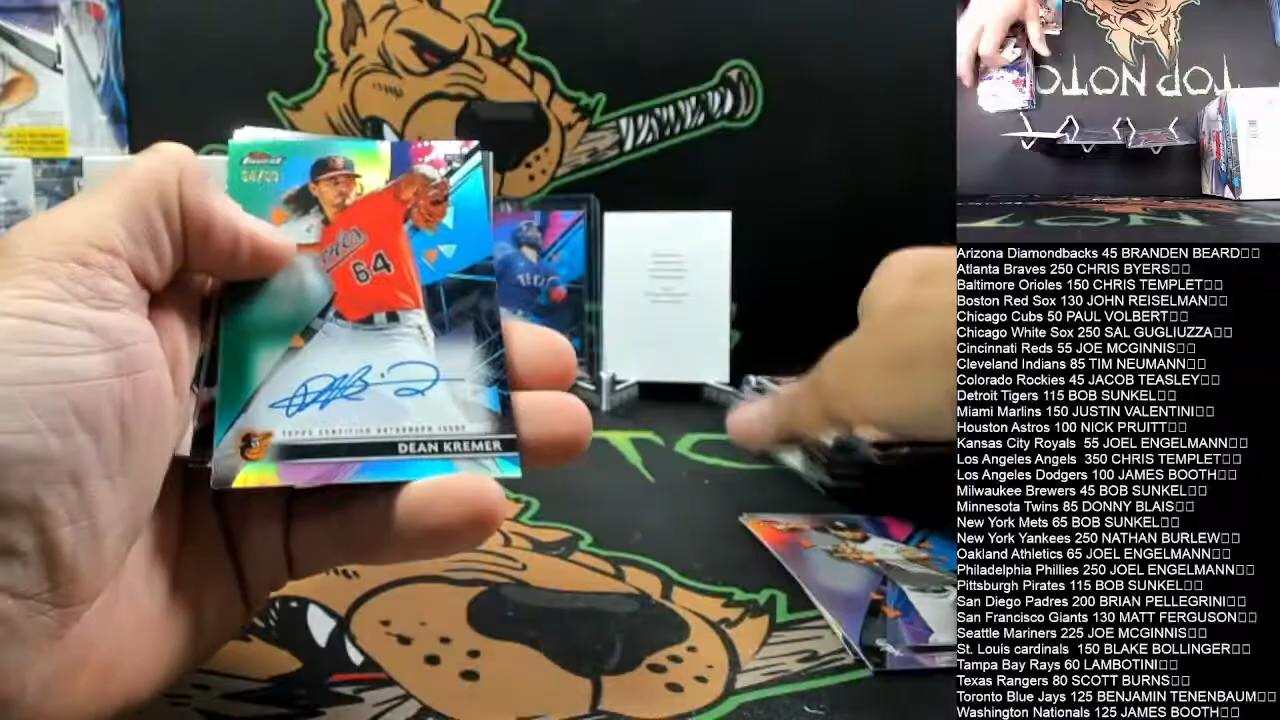 Finest
orioles
64
TOPPS CERTIFIED AUTOGRAPH ISSUE
DEAN KREMER
TOP NOTC
Arizona Diamondbacks 45 BRANDEN BEARD
Atlanta Braves 250 CHRIS BYERS
Baltimore Orioles 150 CHRIS TEMPLET
Boston Red Sox 130 JOHN REISELMAN
Chicago Cubs 50 PAUL VOLBERT
Chicago White Sox 250 SAL GUGLIUZZA
Cincinnati Reds 55 JOE MCGINNIS
Cleveland Indians 85 TIM NEUMANN
Colorado Rockies 45 JACOB TEASLEY
Detroit Tigers 115 BOB SUNKEL
Miami Marlins 150 JUSTIN VALENTINI
Houston Astros 100 NICK PRUITT
Kansas City Royals 55 JOEL ENGELMANN
Los Angeles Angels 350 CHRIS TEMPLET
Los Angeles Dodgers 100 JAMES BOOTH
Milwaukee Brewers 45 BOB SUNKEL
Minnesota Twins 85 DONNY BLAIS
New York Mets 65 BOB SUNKEL
New York Yankees 250 NATHAN BURLEW
Oakland Athletics 65 JOEL ENGELMANN
Philadelphia Phillies 250 JOEL ENGELMANN
Pittsburgh Pirates 115 BOB SUNKEL
San Diego Padres 200 BRIAN PELLEGRINI
San Francisco Giants 130 MATT FERGUSON
Seattle Mariners 225 JOE MCGINNIS
St. Louis cardinals 150 BLAKE BOLLINGER
Tampa Bay Rays 60 LAMBOTINI
Texas Rangers 80 SCOTT BURNS
Toronto Blue Jays 125 BENJAMIN TENENBAUM
Washington Nationals 125 JAMES BOOTH